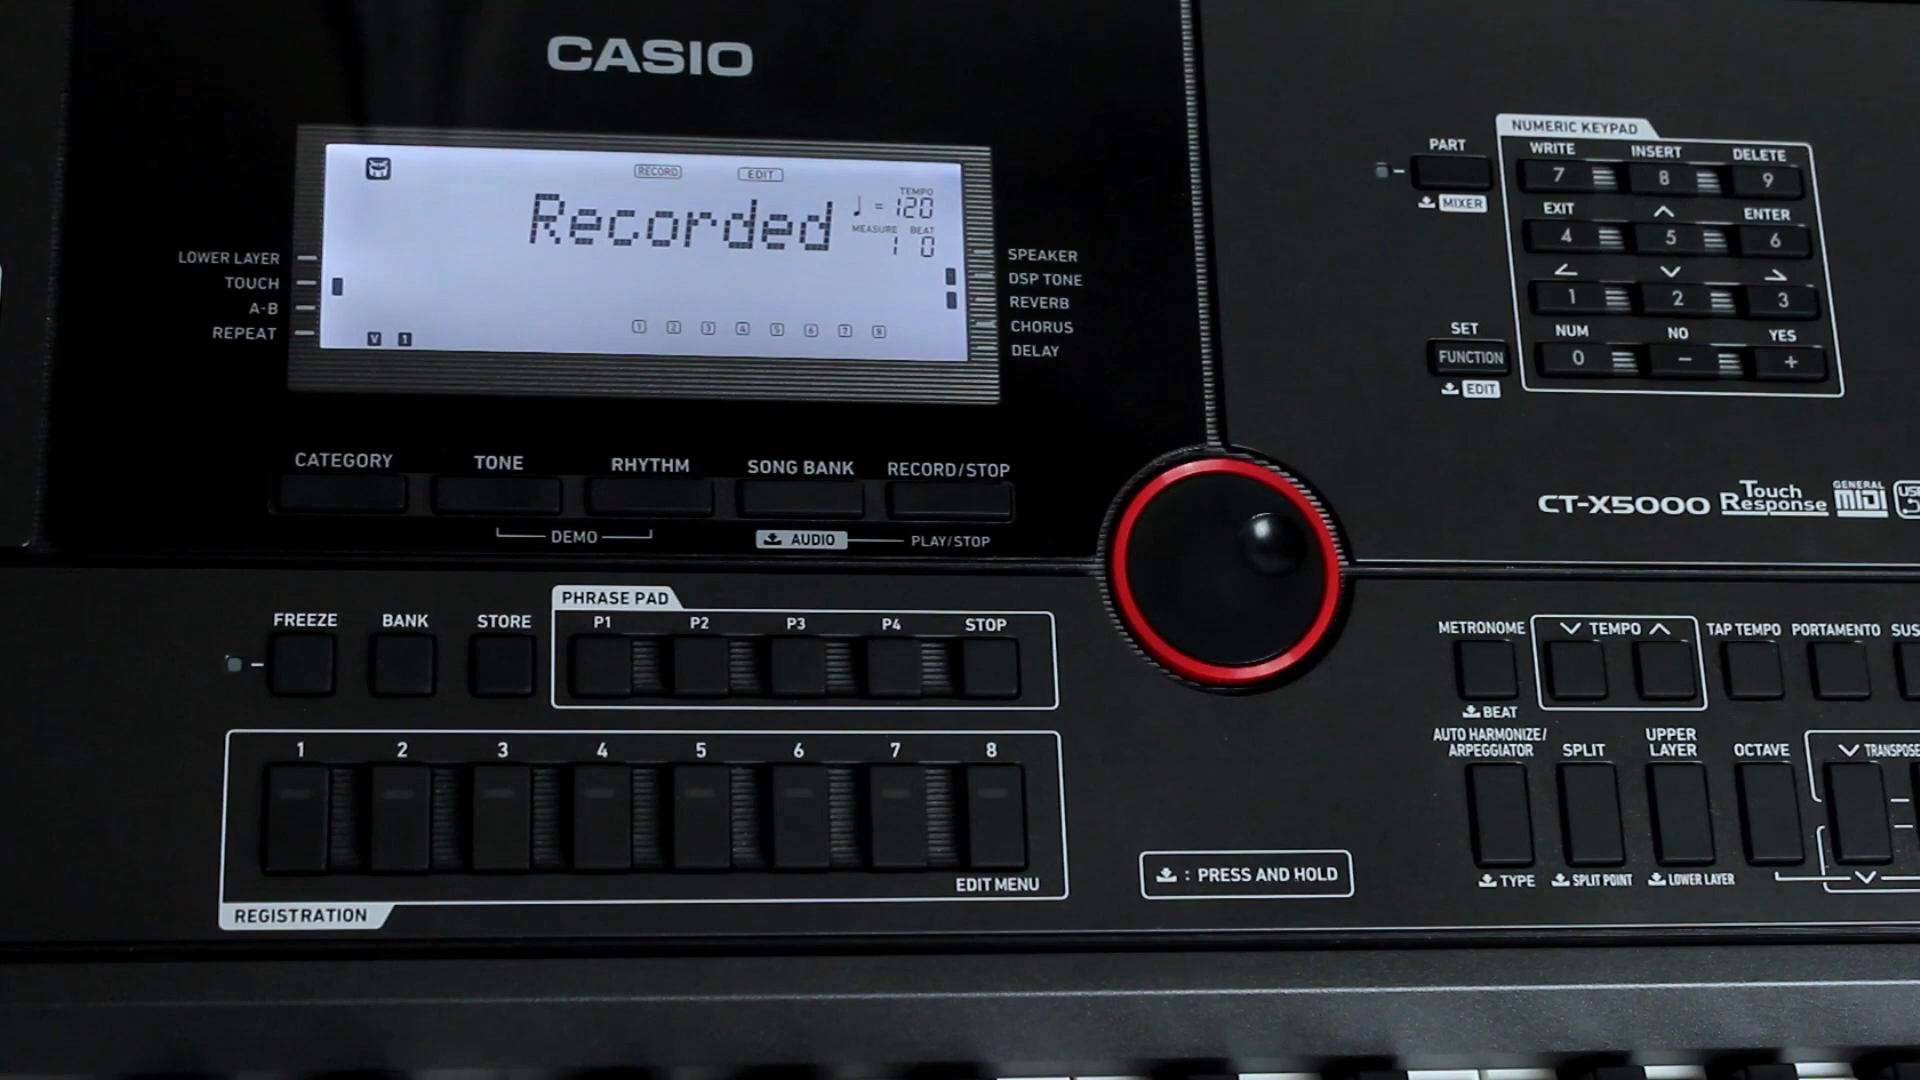 CASIO
RECORD EDIT
Recorded
TEMPO
♩ = 120
MEASURE BEAT
1 0
1 2 3 4 5 6 7 8
V 1
LOWER LAYER
TOUCH
A-B
REPEAT
SPEAKER
DSP TONE
REVERB
CHORUS
DELAY
CATEGORY TONE RHYTHM SONG BANK RECORD/STOP
DEMO AUDIO PLAY/STOP
PART
MIXER
NUMERIC KEYPAD
WRITE INSERT DELETE
7 8 9
EXIT ENTER
4 5 6
1 2 3
NUM NO YES
0 - +
SET
FUNCTION
EDIT
CT-X5000 Touch Response GENERAL MIDI USB
FREEZE BANK STORE
PHRASE PAD
P1 P2 P3 P4 STOP
1 2 3 4 5 6 7 8
EDIT MENU
REGISTRATION
: PRESS AND HOLD
METRONOME TEMPO TAP TEMPO PORTAMENTO SUS
BEAT
AUTO HARMONIZE/
ARPEGGIATOR SPLIT UPPER
LAYER OCTAVE TRANSPOSE
TYPE SPLIT POINT LOWER LAYER